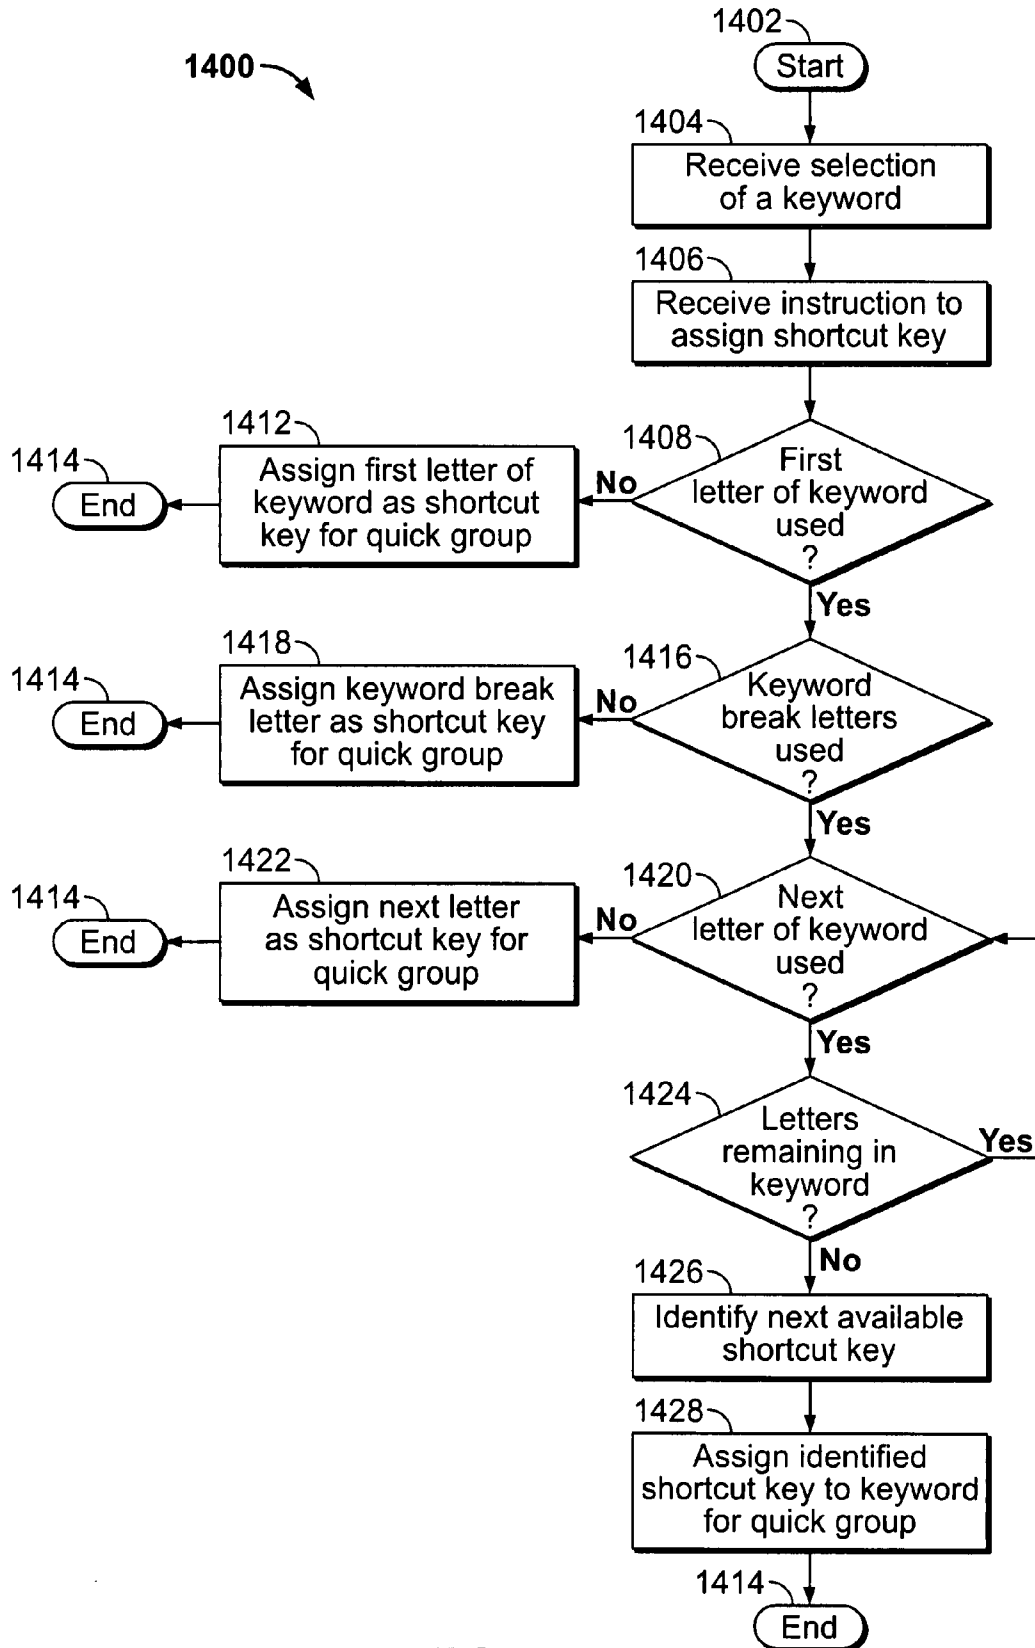 1400
1402
Start
1404
Receive selection
of a keyword
1406
Receive instruction to
assign shortcut key
1408
First
letter of keyword
used
?
No
1412
Assign first letter of
keyword as shortcut
key for quick group
1414
End
Yes
1416
Keyword
break letters
used
?
No
1418
Assign keyword break
letter as shortcut key
for quick group
1414
End
Yes
1420
Next
letter of keyword
used
?
No
1422
Assign next letter
as shortcut key for
quick group
1414
End
Yes
1424
Letters
remaining in
keyword
?
Yes
No
1426
Identify next available
shortcut key
1428
Assign identified
shortcut key to keyword
for quick group
1414
End